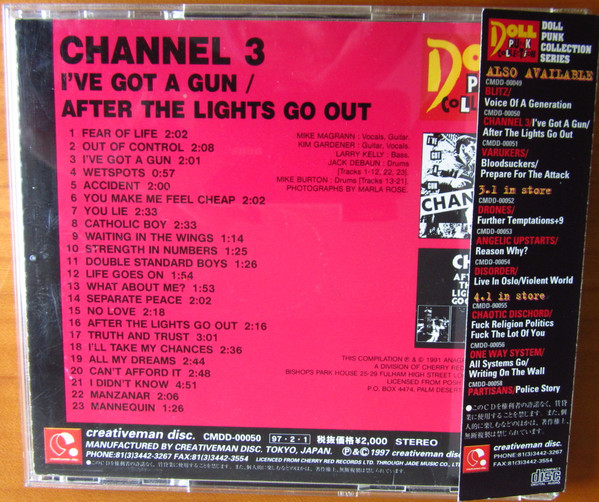 CHANNEL 3
I'VE GOT A GUN /
AFTER THE LIGHTS GO OUT
1 FEAR OF LIFE 2:02
2 OUT OF CONTROL 2:08
3 I'VE GOT A GUN 2:01
4 WETSPOTS 0:57
5 ACCIDENT 2:00
6 YOU MAKE ME FEEL CHEAP 2:02
7 YOU LIE 2:33
8 CATHOLIC BOY 2:33
9 WAITING IN THE WINGS 1:14
10 STRENGTH IN NUMBERS 1:25
11 DOUBLE STANDARD BOYS 1:26
12 LIFE GOES ON 1:54
13 WHAT ABOUT ME? 1:53
14 SEPARATE PEACE 2:02
15 NO LOVE 2:18
16 AFTER THE LIGHTS GO OUT 2:16
17 TRUTH AND TRUST 3:01
18 I'LL TAKE MY CHANCES 2:36
19 ALL MY DREAMS 2:44
20 CAN'T AFFORD IT 2:48
21 I DIDN'T KNOW 4:51
22 MANZANAR 2:06
23 MANNEQUIN 1:26
MIKE MAGRANN : Vocals, Guitar.
KIM GARDENER : Guitar, Vocals.
LARRY KELLY : Bass.
JACK DEBAUN : Drums
[Tracks 1-12, 22, 23]
MIKE BURTON : Drums [Tracks 13-21].
PHOTOGRAPHS BY MARLA ROSE.
THIS COMPILATION ℗ & © 1991 ANAG
A DIVISION OF CHERRY RED
BISHOPS PARK HOUSE 25-29 FULHAM HIGH STREET LO
LICENSED FROM POSH
P.O. BOX 4474, PALM DESERT
creativeman disc. CMDD-00050 97・2・1 税抜価格¥2,000 STEREO
MANUFACTURED BY CREATIVEMAN DISC. TOKYO, JAPAN. ℗&©1997 creativeman disc.
PHONE:81(3)3442-3267 FAX:81(3)3442-3554 LICENCED FROM CHERRY RED RECORDS LTD. THROUGH JADE MUSIC CO., LTD
DOLL
PUNK
COLLECTION
DOLL
PUNK
COLLECTION
SERIES
ALSO AVAILABLE
CMDD-00049
BLITZ/
Voice Of A Generation
CMDD-00050
CHANNEL 3/I've Got A Gun/
After The Lights Go Out
CMDD-00051
VARUKERS/
Bloodsuckers/
Prepare For The Attack
3.1 in store
CMDD-00052
DRONES/
Further Temptations+9
CMDD-00053
ANGELIC UPSTARTS/
Reason Why?
CMDD-00054
DISORDER/
Live In Oslo/Violent World
4.1 in store
CMDD-00055
CHAOTIC DISCHORD/
Fuck Religion Politics
Fuck The Lot Of You
CMDD-00056
ONE WAY SYSTEM/
All Systems Go/
Writing On The Wall
CMDD-00058
PARTISANS/Police Story
creativeman disc.
PHONE:81(3)3442-3267
FAX:81(3)3442-3554
COMPACT
disc
DIGITAL AUDIO